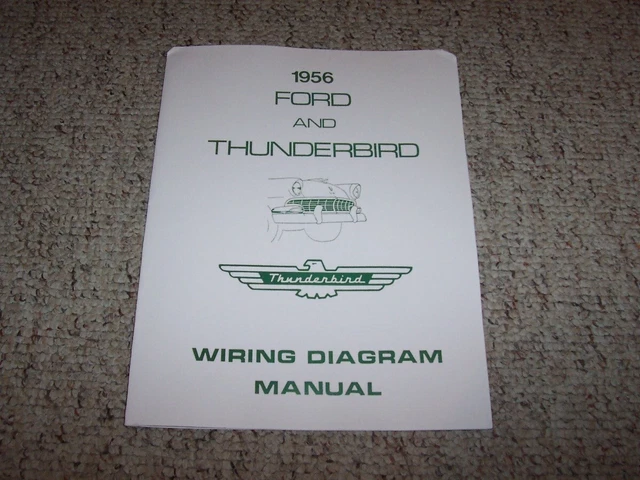 1956
FORD
AND
THUNDERBIRD
Thunderbird
WIRING DIAGRAM
MANUAL